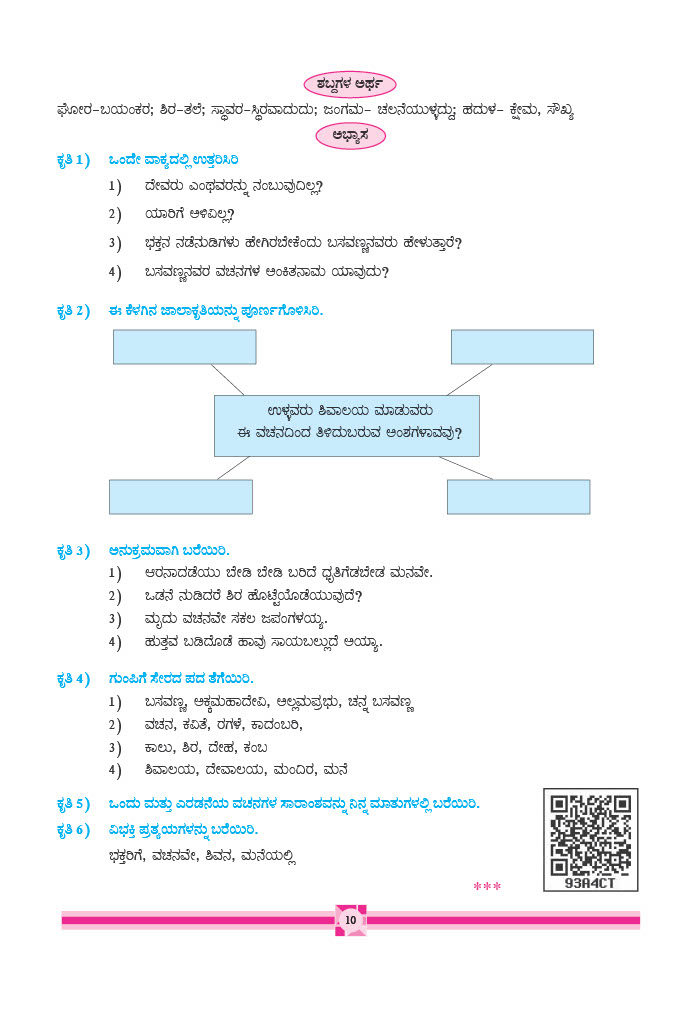 ಶಬ್ದಗಳ ಅರ್ಥ
ಘೋರ-ಬಯಂಕರ; ಶಿರ-ತಲೆ; ಸ್ಥಾವರ-ಸ್ಥಿರವಾದುದು; ಜಂಗಮ- ಚಲನೆಯುಳ್ಳದ್ದು; ಹದುಳ- ಕ್ಷೇಮ, ಸೌಖ್ಯ
ಅಭ್ಯಾಸ
ಕೃತಿ 1) ಒಂದೇ ವಾಕ್ಯದಲ್ಲಿ ಉತ್ತರಿಸಿರಿ
1) ದೇವರು ಎಂಥವರನ್ನು ನಂಬುವುದಿಲ್ಲ?
2) ಯಾರಿಗೆ ಅಳಿವಿಲ್ಲ?
3) ಭಕ್ತನ ನಡೆನುಡಿಗಳು ಹೇಗಿರಬೇಕೆಂದು ಬಸವಣ್ಣನವರು ಹೇಳುತ್ತಾರೆ?
4) ಬಸವಣ್ಣನವರ ವಚನಗಳ ಅಂಕಿತನಾಮ ಯಾವುದು?
ಕೃತಿ 2) ಈ ಕೆಳಗಿನ ಜಾಲಾಕೃತಿಯನ್ನು ಪೂರ್ಣಗೊಳಿಸಿರಿ.
ಉಳ್ಳವರು ಶಿವಾಲಯ ಮಾಡುವರು
ಈ ವಚನದಿಂದ ತಿಳಿದುಬರುವ ಅಂಶಗಳಾವವು?
ಕೃತಿ 3) ಅನುಕ್ರಮವಾಗಿ ಬರೆಯಿರಿ.
1) ಆರನಾದಡೆಯು ಬೇಡಿ ಬೇಡಿ ಬರಿದೆ ಧೃತಿಗೆಡಬೇಡ ಮನವೇ.
2) ಒಡನೆ ನುಡಿದರೆ ಶಿರ ಹೊಟ್ಟೆಯೊಡೆಯುವುದೆ?
3) ಮೃದು ವಚನವೇ ಸಕಲ ಜಪಂಗಳಯ್ಯ.
4) ಹುತ್ತವ ಬಡಿದೊಡೆ ಹಾವು ಸಾಯಬಲ್ಲುದೆ ಅಯ್ಯಾ.
ಕೃತಿ 4) ಗುಂಪಿಗೆ ಸೇರದ ಪದ ತೆಗೆಯಿರಿ.
1) ಬಸವಣ್ಣ, ಅಕ್ಕಮಹಾದೇವಿ, ಅಲ್ಲಮಪ್ರಭು, ಚನ್ನ ಬಸವಣ್ಣ
2) ವಚನ, ಕವಿತೆ, ರಗಳೆ, ಕಾದಂಬರಿ,
3) ಕಾಲು, ಶಿರ, ದೇಹ, ಕಂಬ
4) ಶಿವಾಲಯ, ದೇವಾಲಯ, ಮಂದಿರ, ಮನೆ
ಕೃತಿ 5) ಒಂದು ಮತ್ತು ಎರಡನೆಯ ವಚನಗಳ ಸಾರಾಂಶವನ್ನು ನಿನ್ನ ಮಾತುಗಳಲ್ಲಿ ಬರೆಯಿರಿ.
ಕೃತಿ 6) ವಿಭಕ್ತಿ ಪ್ರತ್ಯಯಗಳನ್ನು ಬರೆಯಿರಿ.
ಭಕ್ತರಿಗೆ, ವಚನವೇ, ಶಿವನ, ಮನೆಯಲ್ಲಿ
93A4CT
***
10